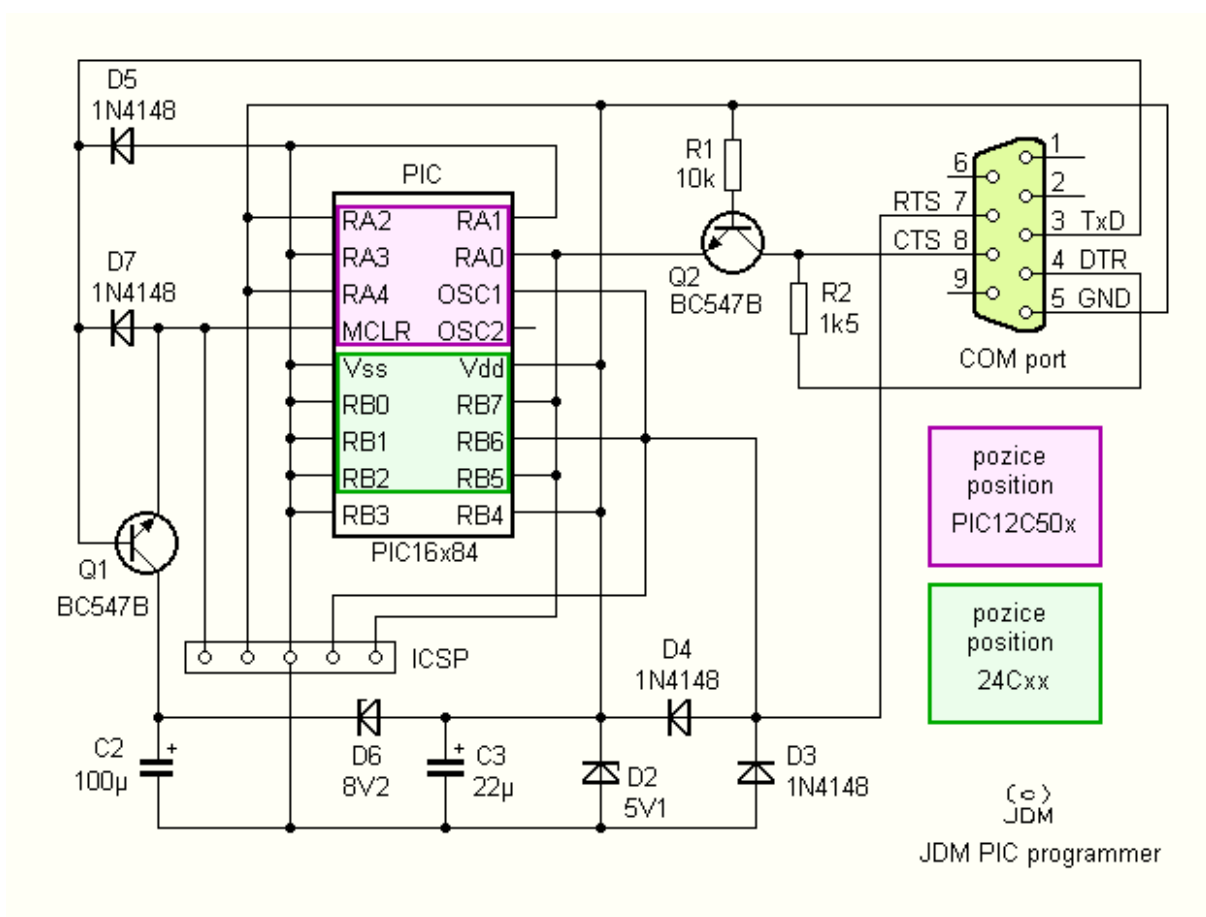 D5
1N4148
PIC
R1
10k
6
1
2
RTS 7
3 TxD
CTS 8
4 DTR
9
5 GND
COM port
RA2 RA1
RA3 RA0
RA4 OSC1
MCLR OSC2
Vss Vdd
RB0 RB7
RB1 RB6
RB2 RB5
RB3 RB4
PIC16x84
D7
1N4148
Q2
BC547B
R2
1k5
Q1
BC547B
ICSP
pozice
position
PIC12C50x
pozice
position
24Cxx
D4
1N4148
C2
+
100µ
D6
8V2
+
C3
22µ
D2
5V1
D3
1N4148
(c)
JDM
JDM PIC programmer